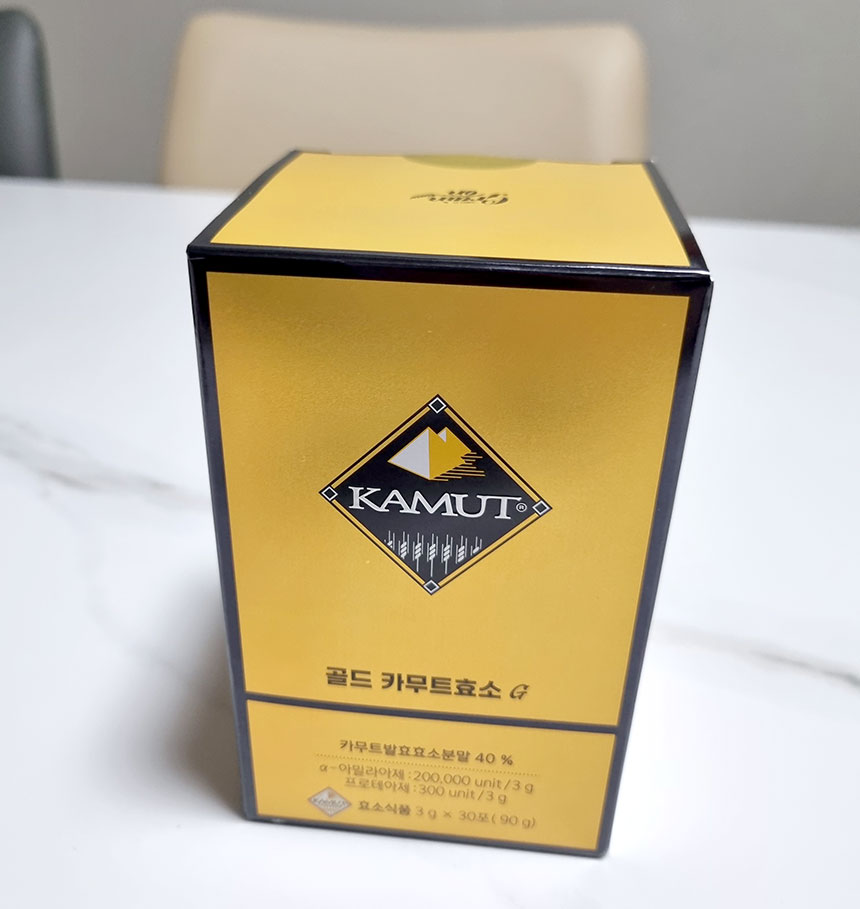 Grain
KAMUT®
골드 카무트효소 G
카무트발효효소분말 40 %
α-아밀라아제 : 200,000 unit/3 g
프로테아제 : 300 unit/3 g
KAMUT
효소식품 3 g × 30포( 90 g)